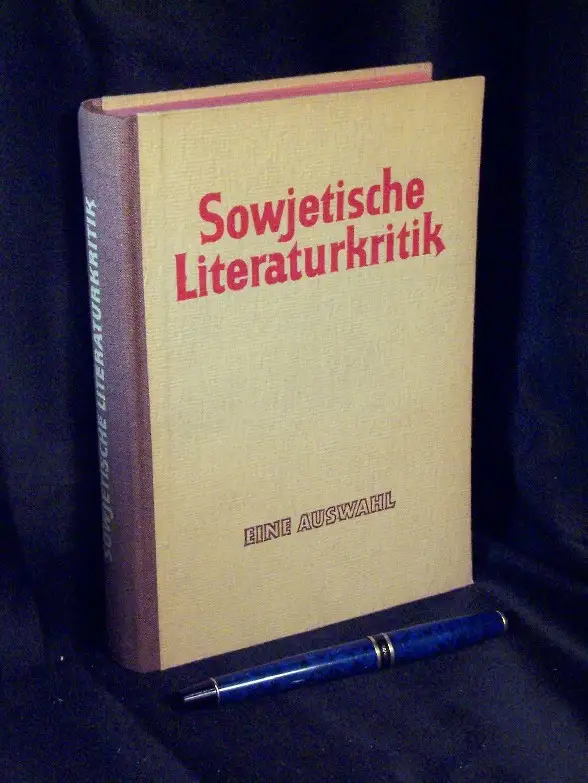 Sowjetische
Literaturkritik
EINE AUSWAHL
SOWJETISCHE LITERATURKRITIK